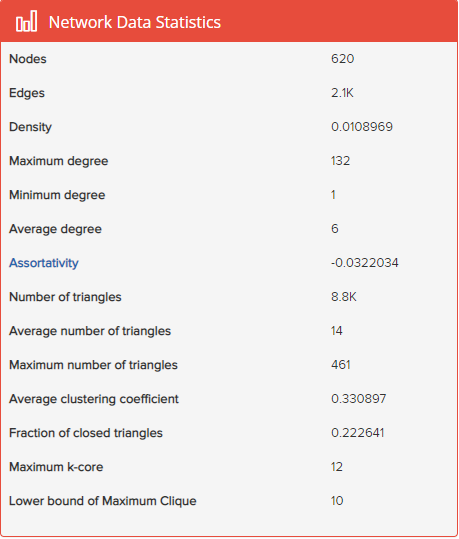 Network Data Statistics
Nodes 620
Edges 2.1K
Density 0.0108969
Maximum degree 132
Minimum degree 1
Average degree 6
Assortativity -0.0322034
Number of triangles 8.8K
Average number of triangles 14
Maximum number of triangles 461
Average clustering coefficient 0.330897
Fraction of closed triangles 0.222641
Maximum k-core 12
Lower bound of Maximum Clique 10